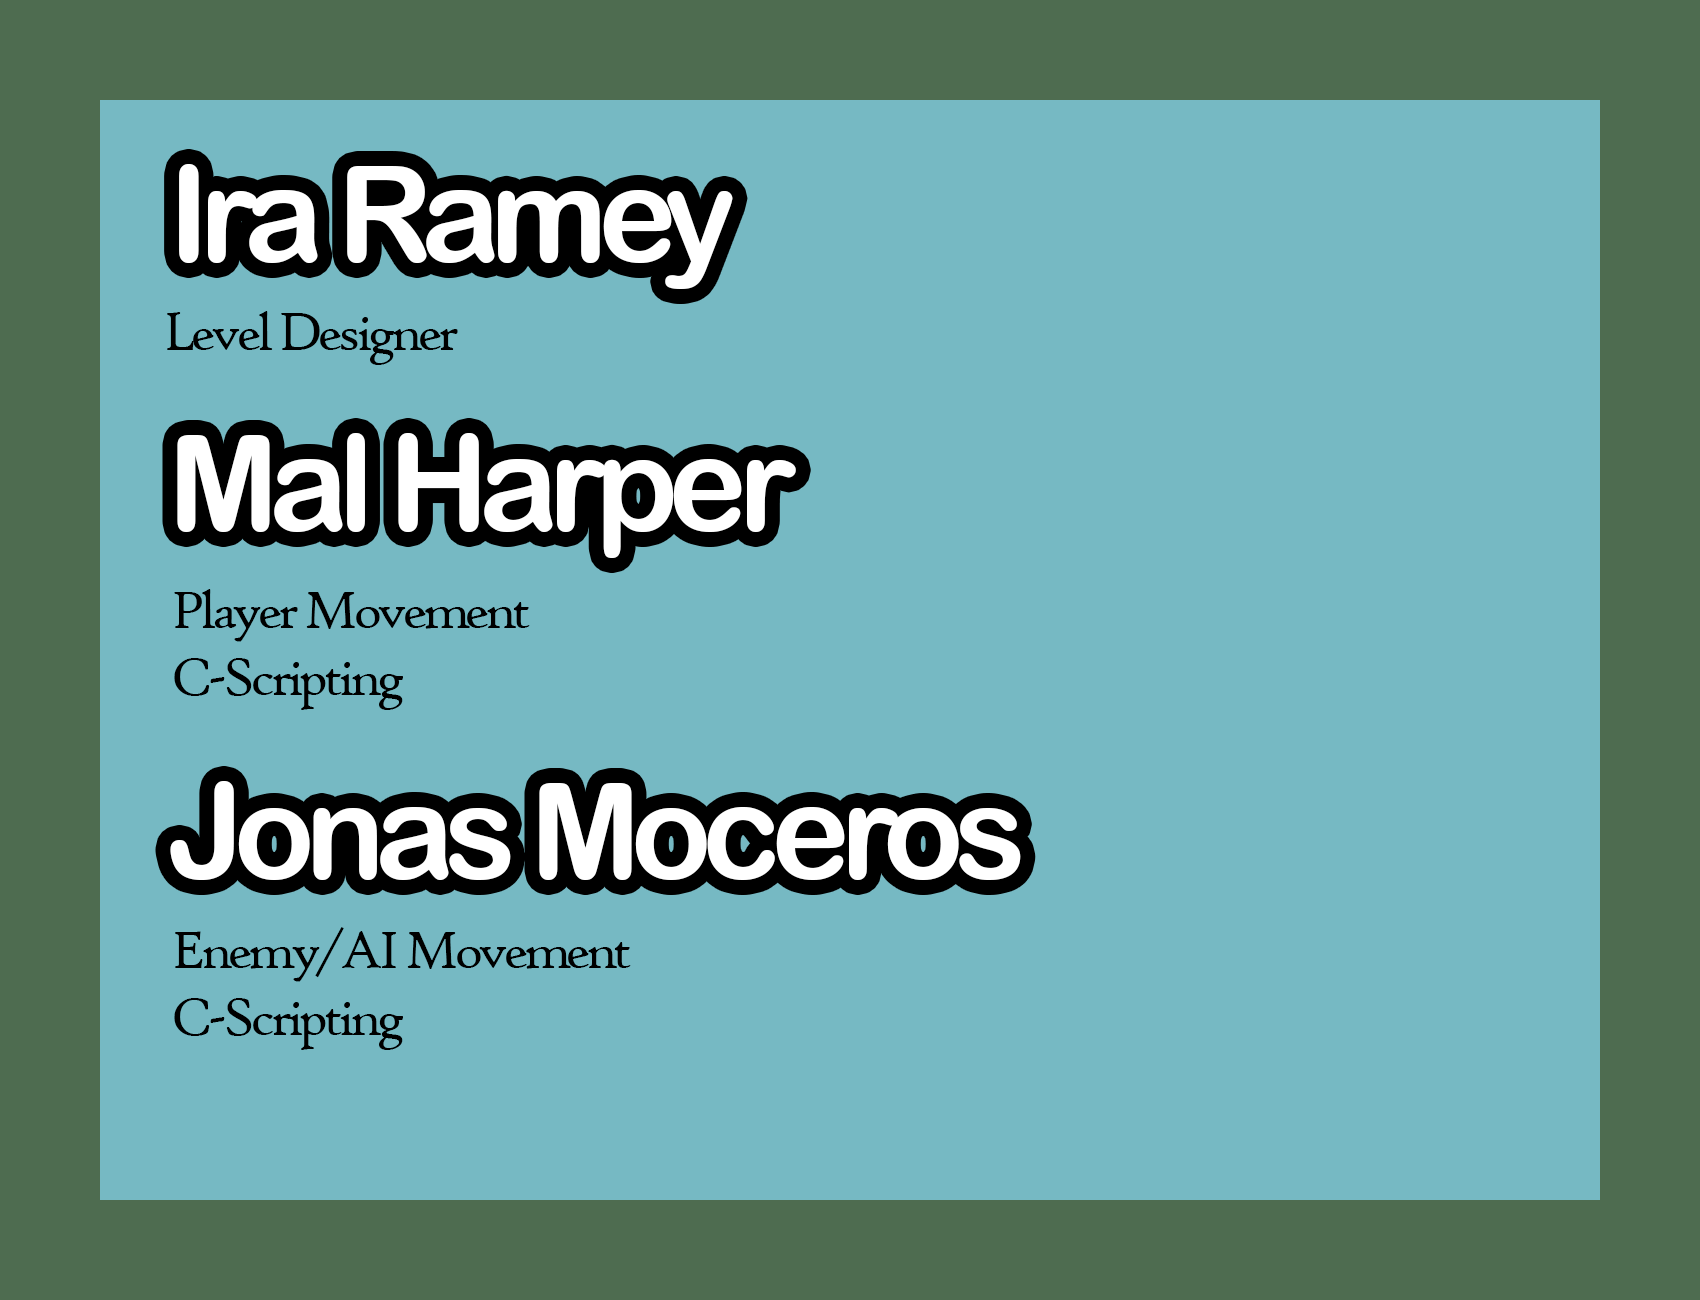 Ira Ramey
Level Designer
Mal Harper
Player Movement
C-Scripting
Jonas Moceros
Enemy/AI Movement
C-Scripting